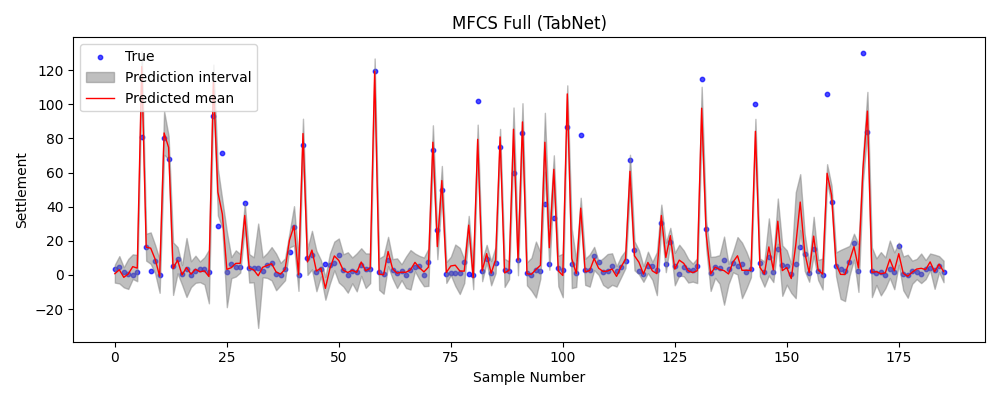 MFCS Full (TabNet)
True
Prediction interval
Predicted mean
Settlement
120
100
80
60
40
20
0
−20
0 25 50 75 100 125 150 175
Sample Number